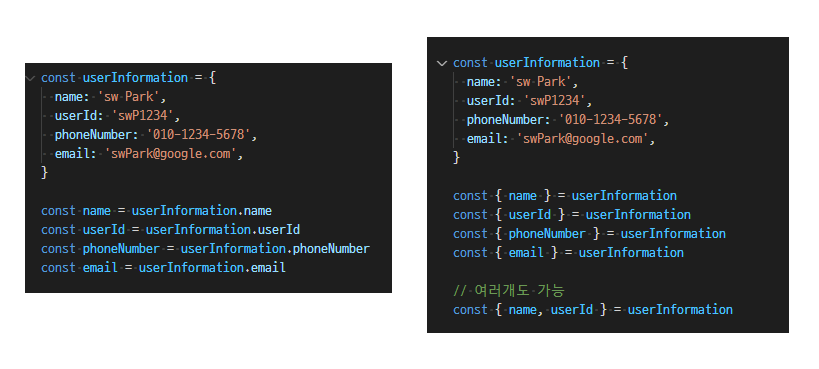 const userInformation = {
  name: 'sw Park',
  userId: 'swP1234',
  phoneNumber: '010-1234-5678',
  email: 'swPark@google.com',
}

const name = userInformation.name
const userId = userInformation.userId
const phoneNumber = userInformation.phoneNumber
const email = userInformation.email

const userInformation = {
  name: 'sw Park',
  userId: 'swP1234',
  phoneNumber: '010-1234-5678',
  email: 'swPark@google.com',
}

const { name } = userInformation
const { userId } = userInformation
const { phoneNumber } = userInformation
const { email } = userInformation

// 여러개도 가능
const { name, userId } = userInformation